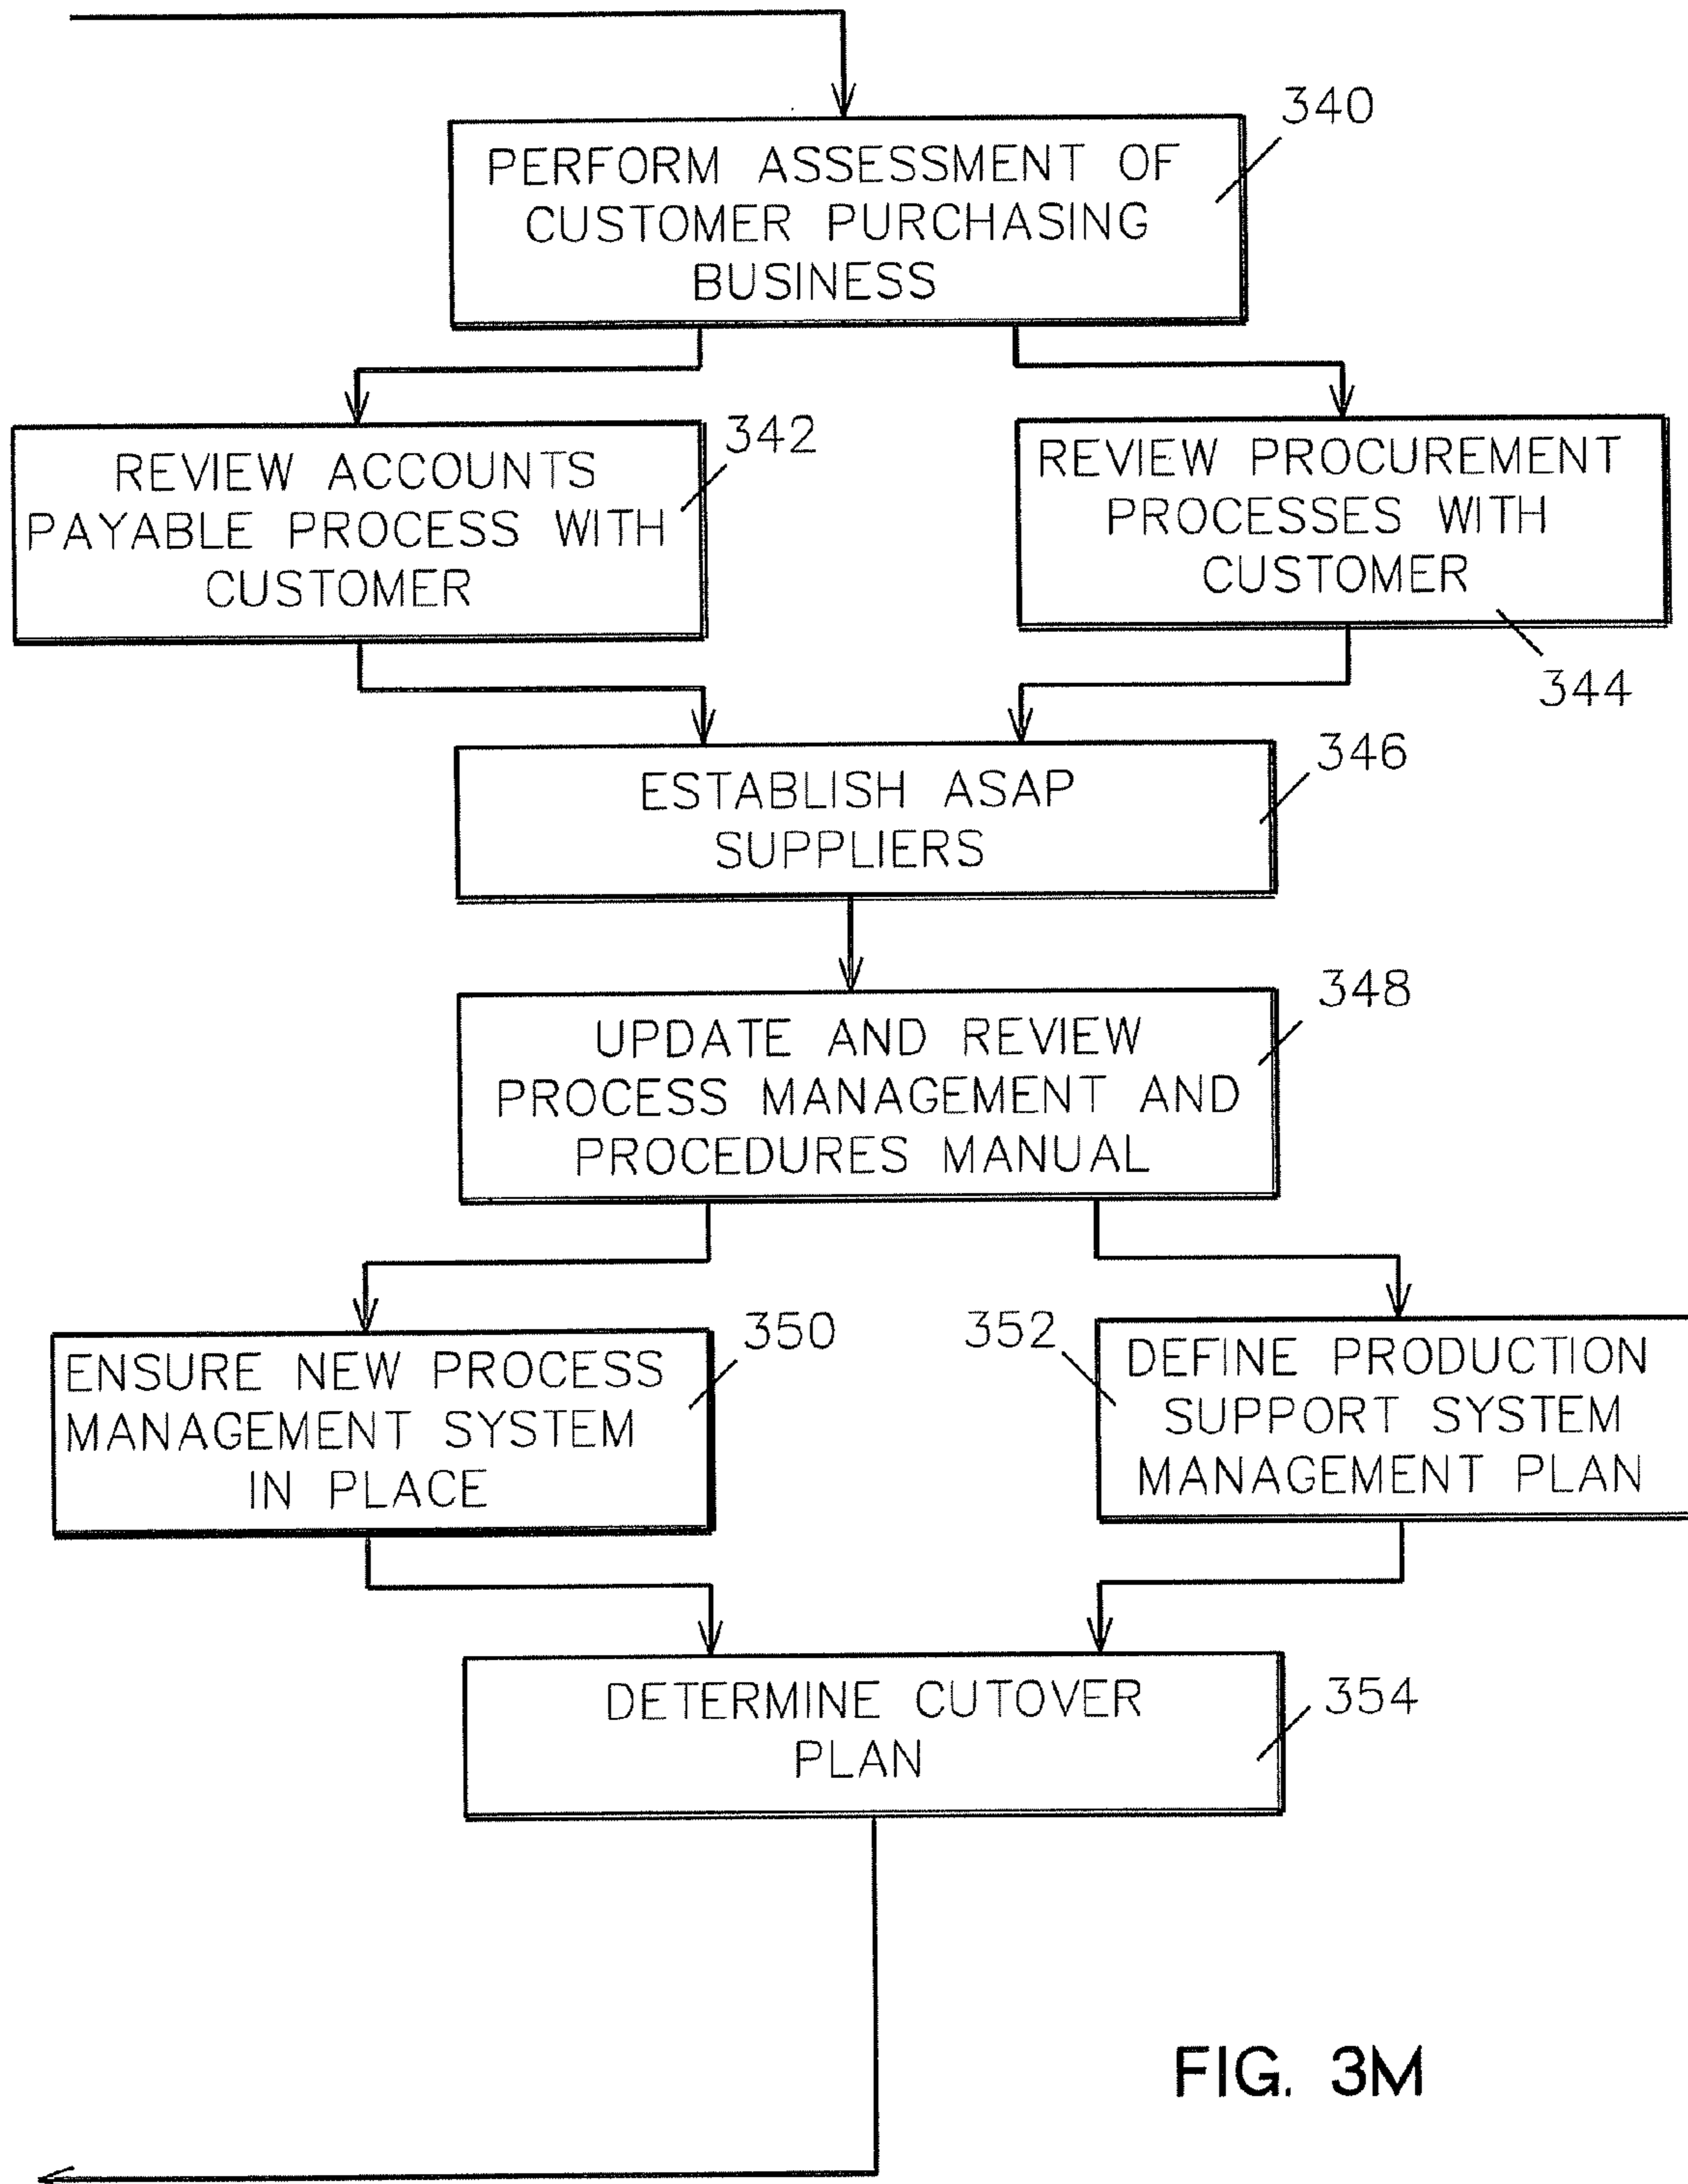 340
PERFORM ASSESSMENT OF
CUSTOMER PURCHASING
BUSINESS
342
REVIEW ACCOUNTS
PAYABLE PROCESS WITH
CUSTOMER
REVIEW PROCUREMENT
PROCESSES WITH
CUSTOMER
344
346
ESTABLISH ASAP
SUPPLIERS
348
UPDATE AND REVIEW
PROCESS MANAGEMENT AND
PROCEDURES MANUAL
350
ENSURE NEW PROCESS
MANAGEMENT SYSTEM
IN PLACE
352
DEFINE PRODUCTION
SUPPORT SYSTEM
MANAGEMENT PLAN
354
DETERMINE CUTOVER
PLAN
FIG. 3M